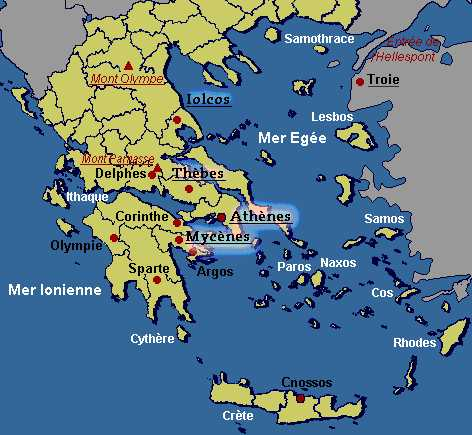 Samothrace
Entrée de
l'Hellespont
Mont Olympe
Troie
Iolcos
Lesbos
Mer Egée
Mont Parnasse
Delphes
Thèbes
Ithaque
Corinthe
Athènes
Samos
Olympie
Mycènes
Argos
Sparte
Paros
Naxos
Mer Ionienne
Cos
Cythère
Rhodes
Cnossos
Crète